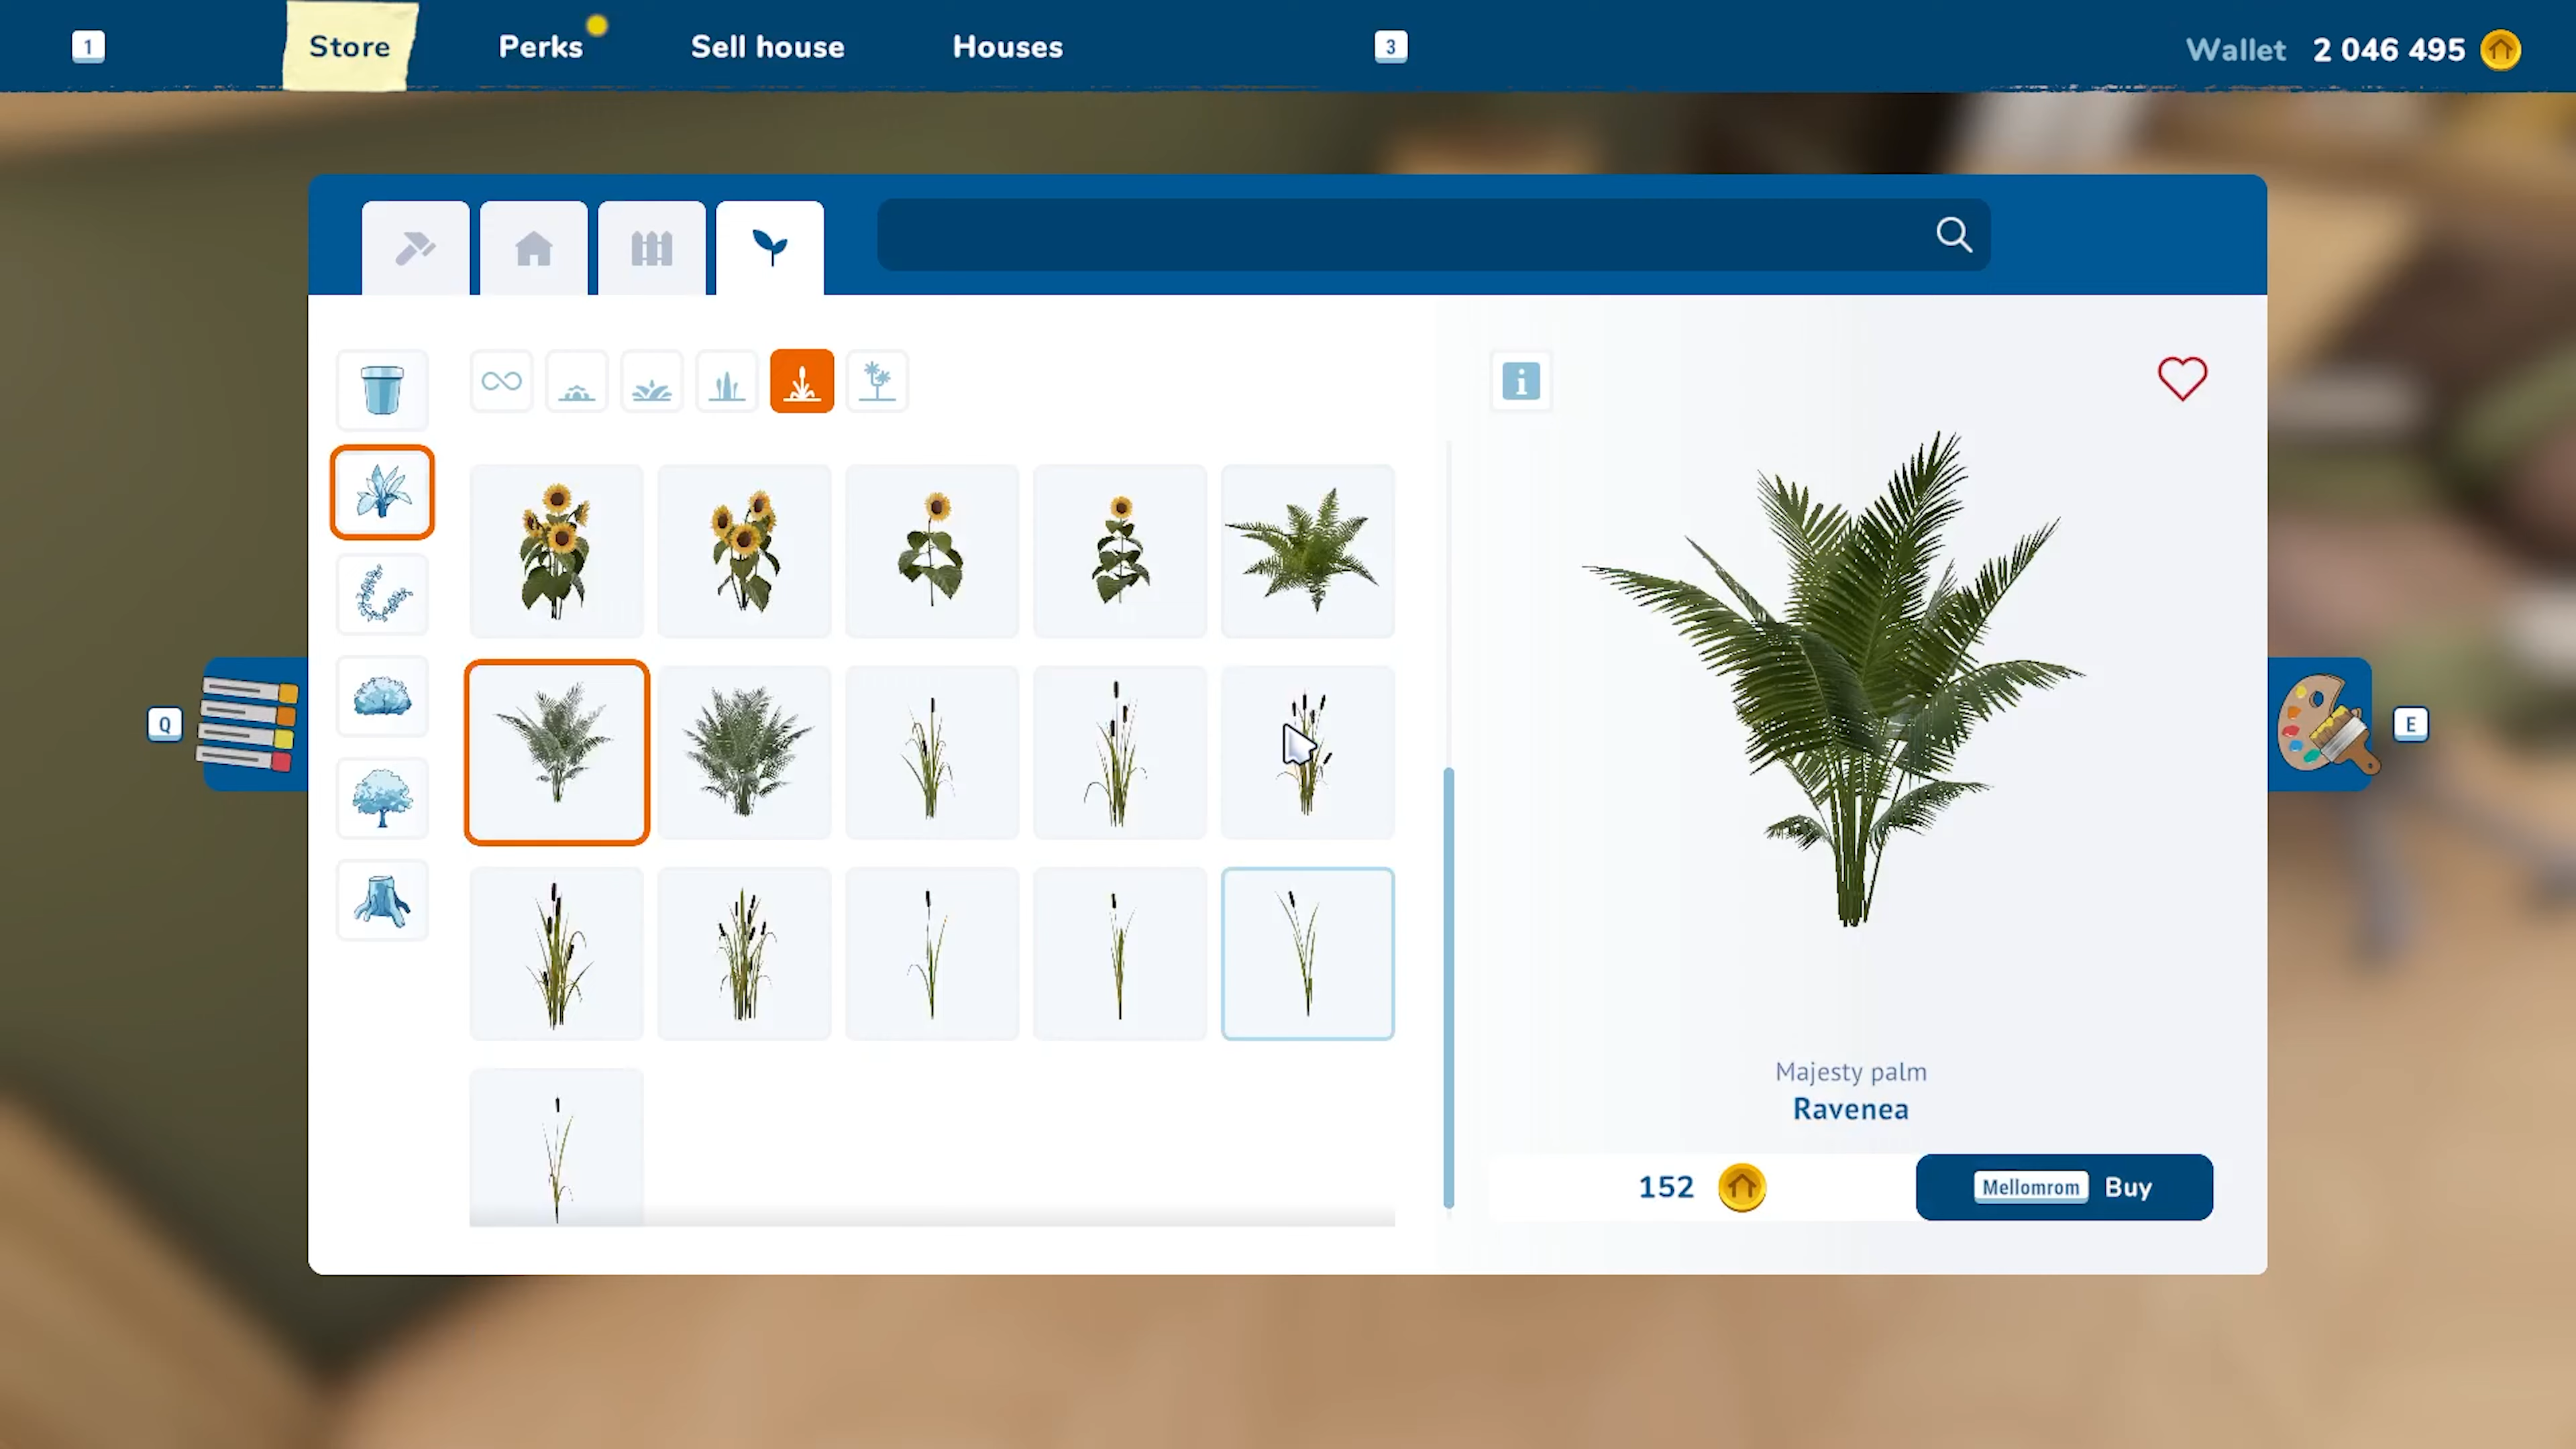 1
Store
Perks
Sell house
Houses
3
Wallet 2 046 495
Q
E
i
Majesty palm
Ravenea
152
Mellomrom Buy